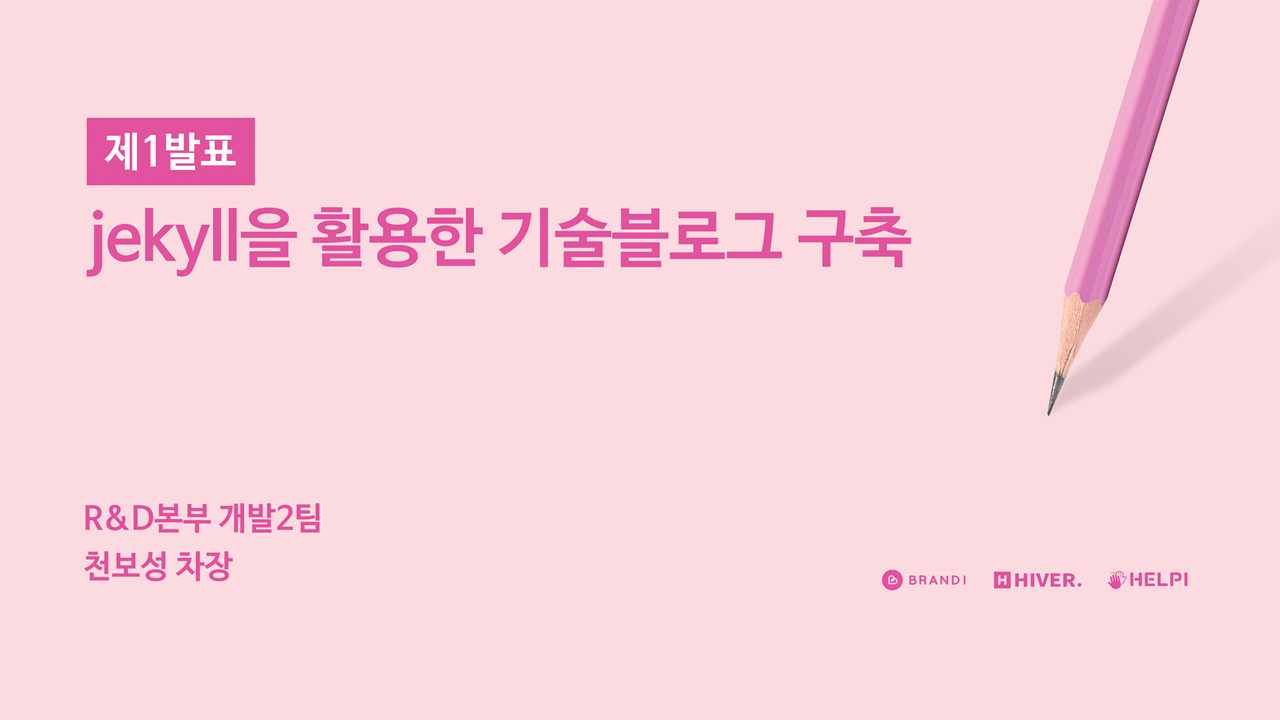 제1발표
jekyll을 활용한 기술블로그 구축
R&D본부 개발2팀
천보성 차장
BRANDI
H HIVER.
HELPI